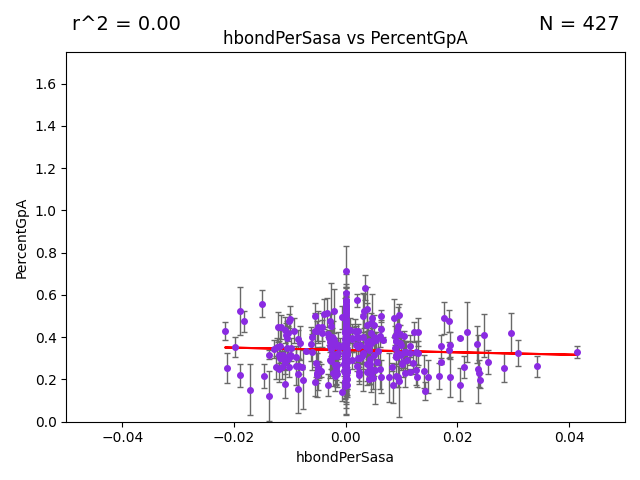 r^2 = 0.00
N = 427
hbondPerSasa vs PercentGpA
1.6
1.4
1.2
1.0
0.8
0.6
0.4
0.2
0.0
PercentGpA
−0.04
−0.02
0.00
0.02
0.04
hbondPerSasa